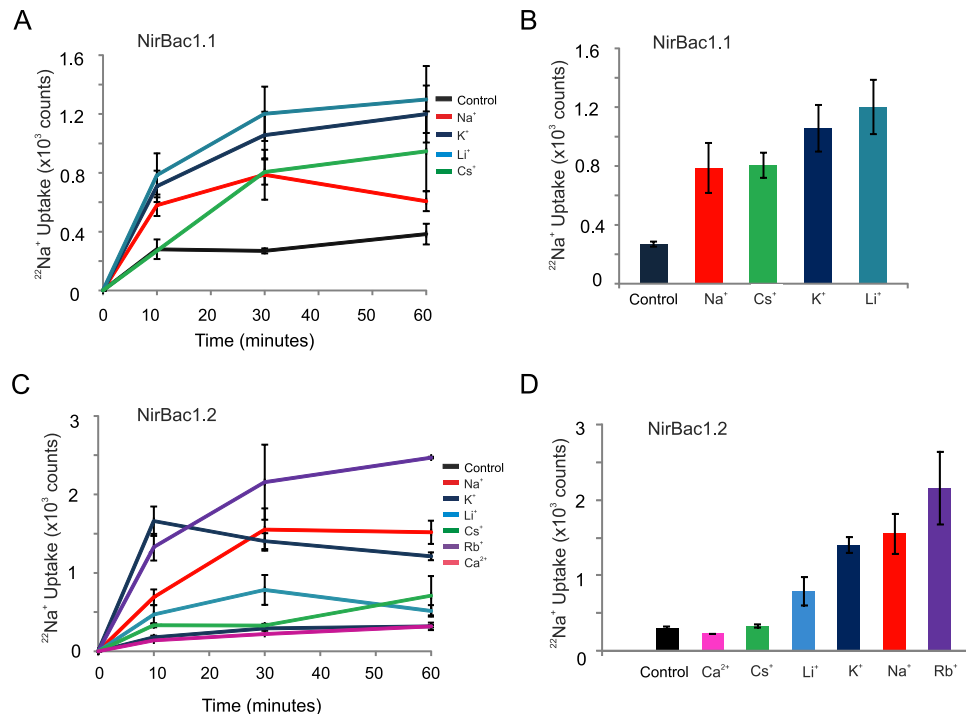 A
NirBac1.1
²²Na⁺ Uptake (x10³ counts)
1.6
1.2
0.8
0.4
0
0 10 20 30 40 50 60
Time (minutes)
Control
Na⁺
K⁺
Li⁺
Cs⁺
B
NirBac1.1
²²Na⁺ Uptake (x10³ counts)
1.6
1.2
0.8
0.4
0
Control Na⁺ Cs⁺ K⁺ Li⁺
C
NirBac1.2
²²Na⁺ Uptake (x10³ counts)
3
2
1
0
0 10 20 30 40 50 60
Time (minutes)
Control
Na⁺
K⁺
Li⁺
Cs⁺
Rb⁺
Ca²⁺
D
NirBac1.2
²²Na⁺ Uptake (x10³ counts)
3
2
1
0
Control Ca²⁺ Cs⁺ Li⁺ K⁺ Na⁺ Rb⁺